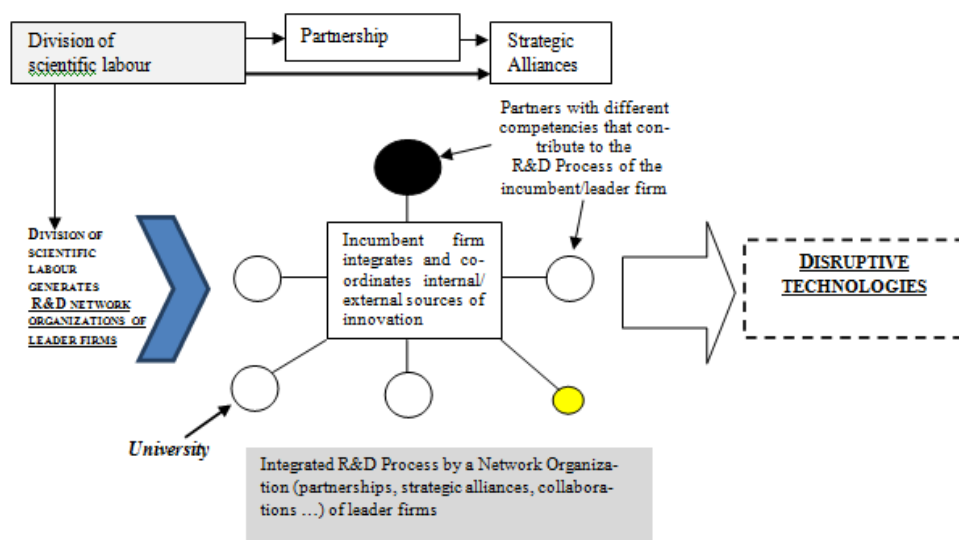 Division of
scientific labour
Partnership
Strategic
Alliances
Partners with different
competencies that con-
tribute to the
R&D Process of the
incumbent/leader firm
DIVISION OF
SCIENTIFIC
LABOUR
GENERATES
R&D NETWORK
ORGANIZATIONS OF
LEADER FIRMS
Incumbent firm
integrates and co-
ordinates internal/
external sources of
innovation
DISRUPTIVE
TECHNOLOGIES
University
Integrated R&D Process by a Network Organiza-
tion (partnerships, strategic alliances, collabora-
tions ...) of leader firms